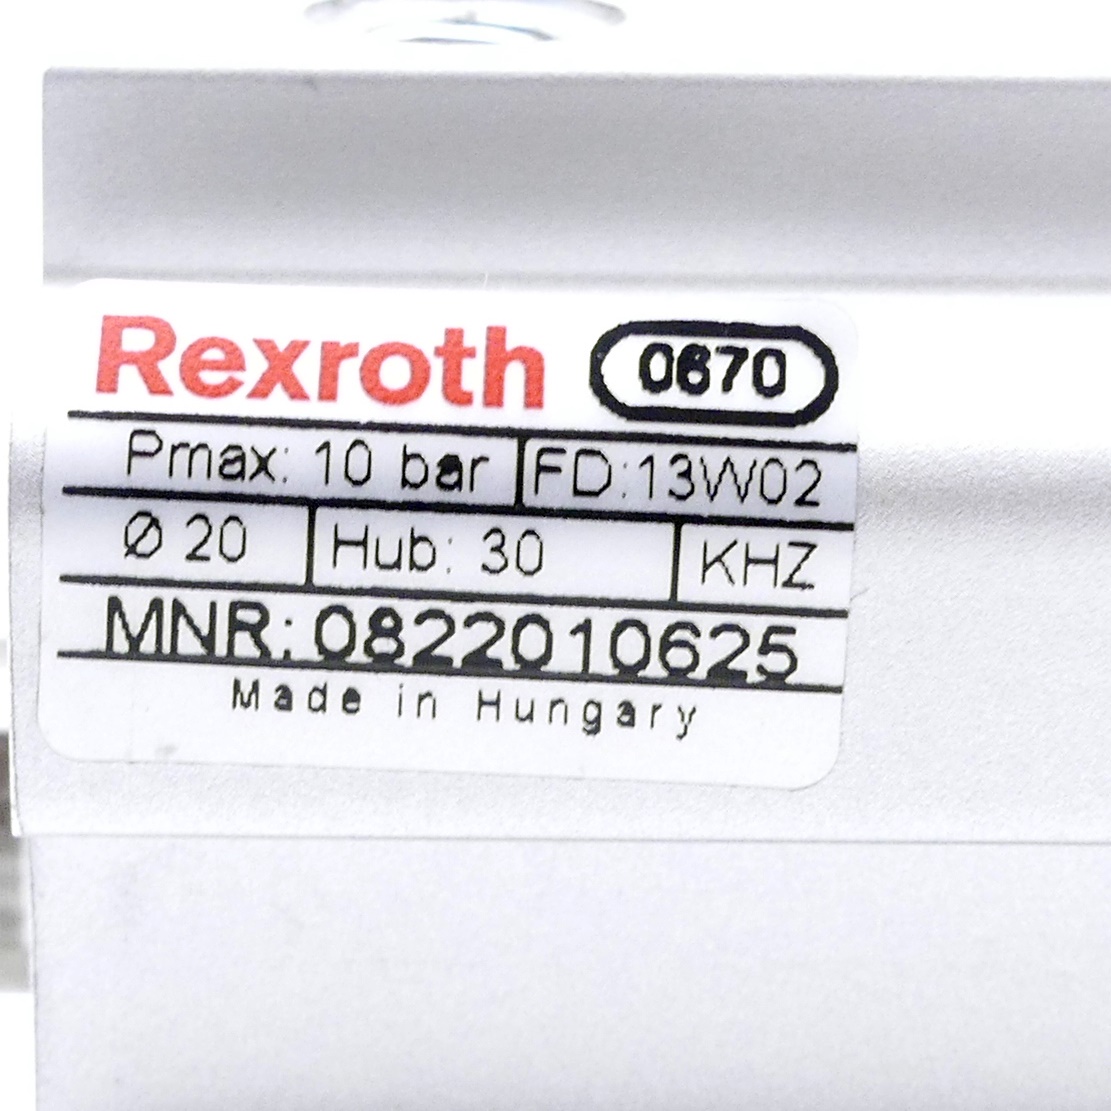 Rexroth 0670
Pmax: 10 bar FD:13W02
Ø 20 Hub: 30 KHZ
MNR: 0822010625
Made in Hungary